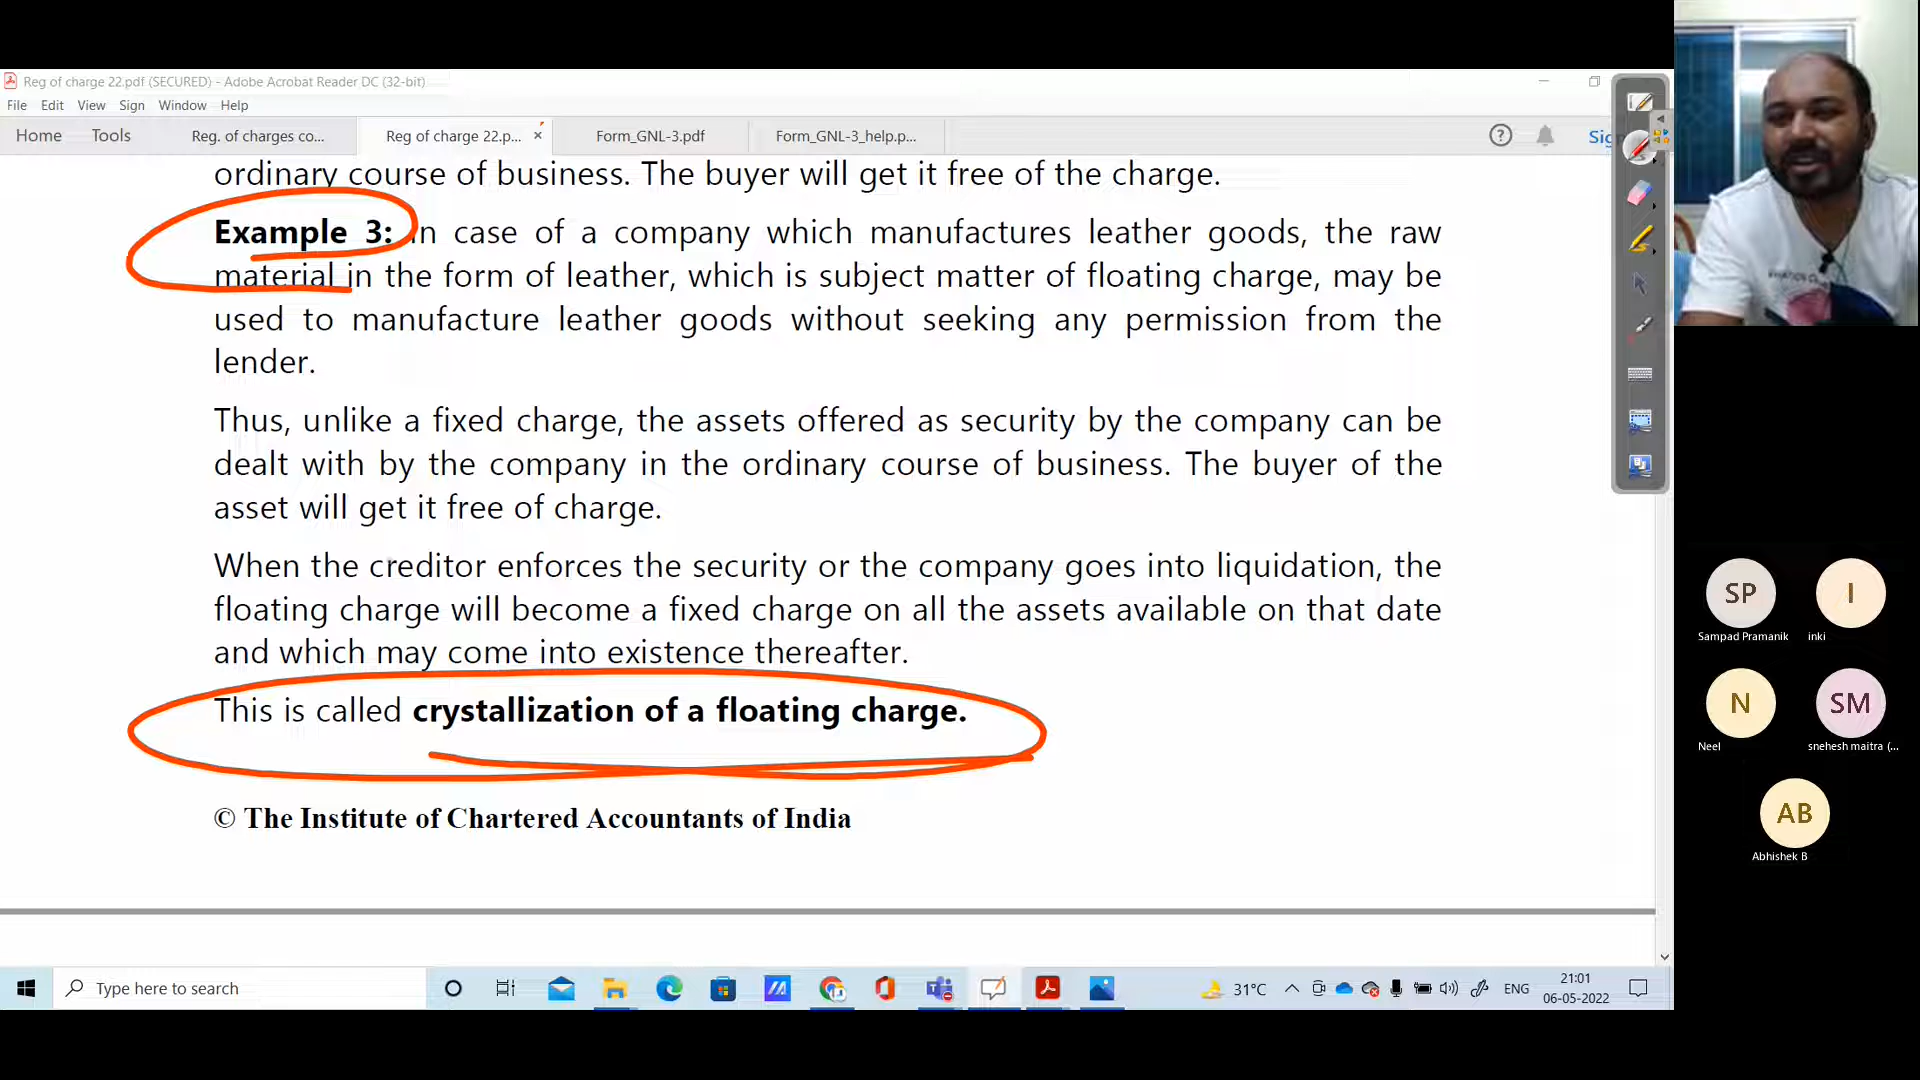 Reg of charge 22.pdf (SECURED) - Adobe Acrobat Reader DC (32-bit)
File Edit View Sign Window Help
Home Tools Reg. of charges co... Reg of charge 22.p... × Form_GNL-3.pdf Form_GNL-3_help.p...
ordinary course of business. The buyer will get it free of the charge.
Example 3: In case of a company which manufactures leather goods, the raw
material in the form of leather, which is subject matter of floating charge, may be
used to manufacture leather goods without seeking any permission from the
lender.
Thus, unlike a fixed charge, the assets offered as security by the company can be
dealt with by the company in the ordinary course of business. The buyer of the
asset will get it free of charge.
When the creditor enforces the security or the company goes into liquidation, the
floating charge will become a fixed charge on all the assets available on that date
and which may come into existence thereafter.
This is called crystallization of a floating charge.
© The Institute of Chartered Accountants of India
SP I
Sampad Pramanik inki
N SM
Neel snehesh maitra (...
AB
Abhishek B
Type here to search 31°C ENG 21:01
06-05-2022